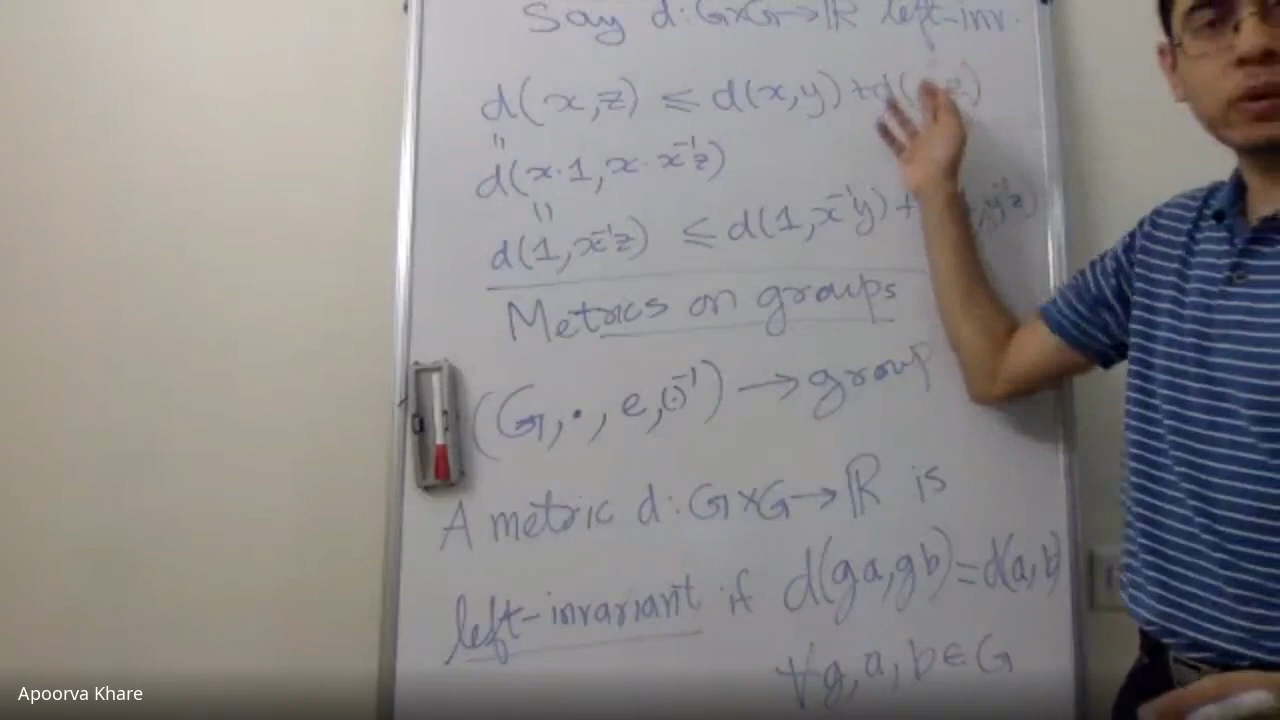 Say d: G×G→ℝ left-inv.
d(x,z) ≤ d(x,y) + d( z)
"
d(x·1, x·x⁻¹z)
"
d(1, x⁻¹z) ≤ d(1, x⁻¹y) + , y⁻¹z)
Metrics on groups
(G, ·, e, (·)⁻¹) → group
A metric d: G×G→ℝ is
left-invariant if d(ga, gb) = d(a, b)
∀g, a, b ∈ G
Apoorva Khare